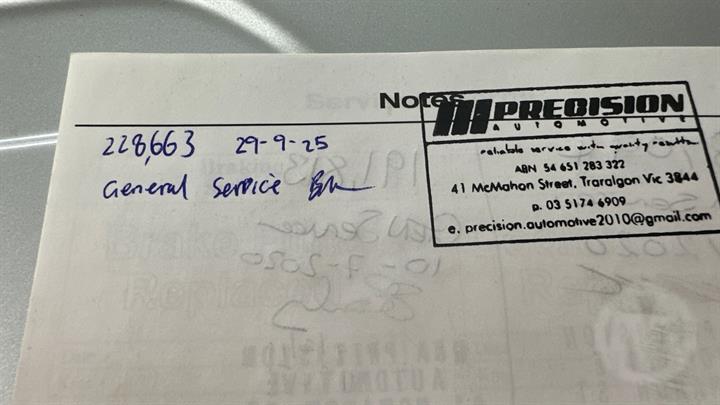 Notes
228,663 29-9-25
General Service
PRECISION
AUTOMOTIVE
reliable service with quality results
ABN 54 651 283 322
41 McMahon Street, Traralgon Vic 3844
p. 03 5174 6909
e. precision.automotive2010@gmail.com